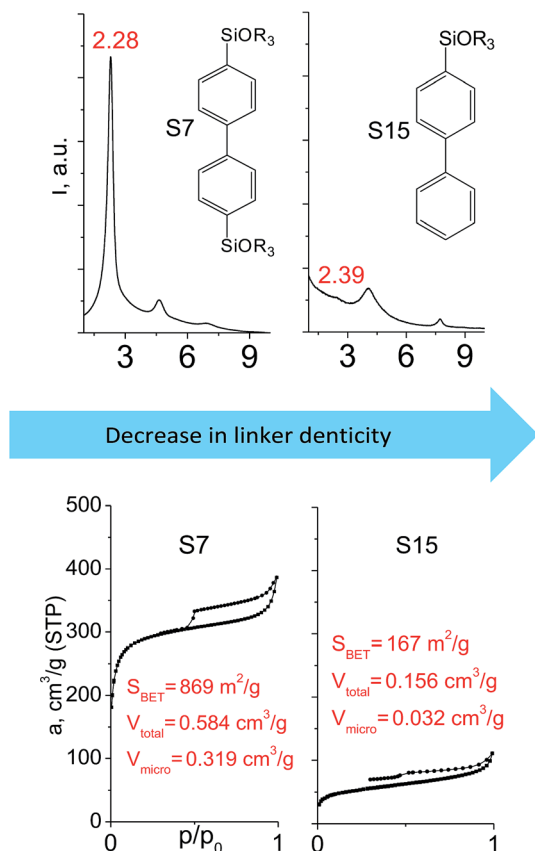 2.28
SiOR3
S7
SiOR3
I, a.u.
3 6 9
SiOR3
S15
2.39
3 6 9
Decrease in linker denticity
500
400
300
200
100
0
a, cm3/g (STP)
S7
SBET = 869 m2/g
Vtotal = 0.584 cm3/g
Vmicro = 0.319 cm3/g
0 p/p0 1
S15
SBET = 167 m2/g
Vtotal = 0.156 cm3/g
Vmicro = 0.032 cm3/g
0 1